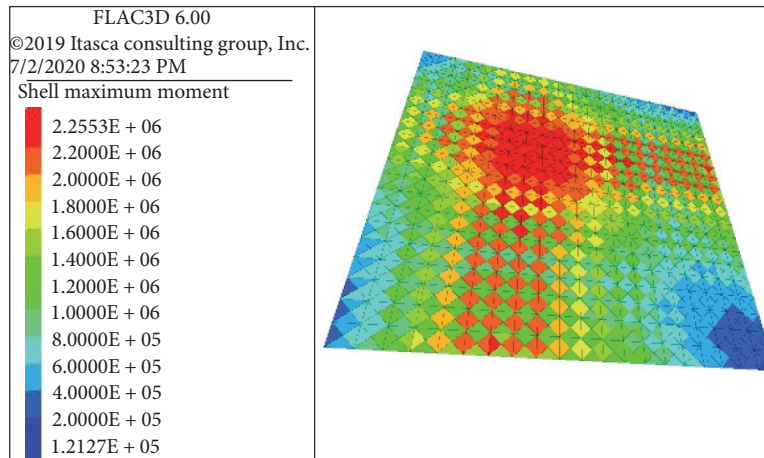 FLAC3D 6.00
©2019 Itasca consulting group, Inc.
7/2/2020 8:53:23 PM
Shell maximum moment
2.2553E + 06
2.2000E + 06
2.0000E + 06
1.8000E + 06
1.6000E + 06
1.4000E + 06
1.2000E + 06
1.0000E + 06
8.0000E + 05
6.0000E + 05
4.0000E + 05
2.0000E + 05
1.2127E + 05